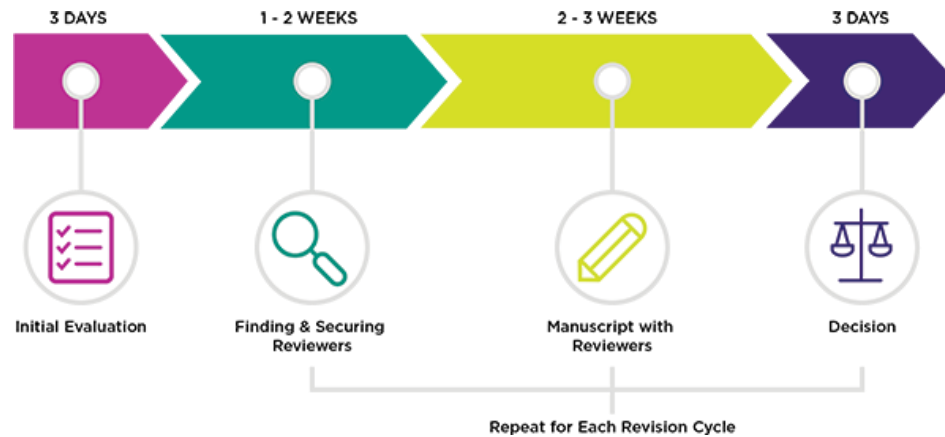 3 DAYS
1 - 2 WEEKS
2 - 3 WEEKS
3 DAYS
Initial Evaluation
Finding & Securing
Reviewers
Manuscript with
Reviewers
Decision
Repeat for Each Revision Cycle